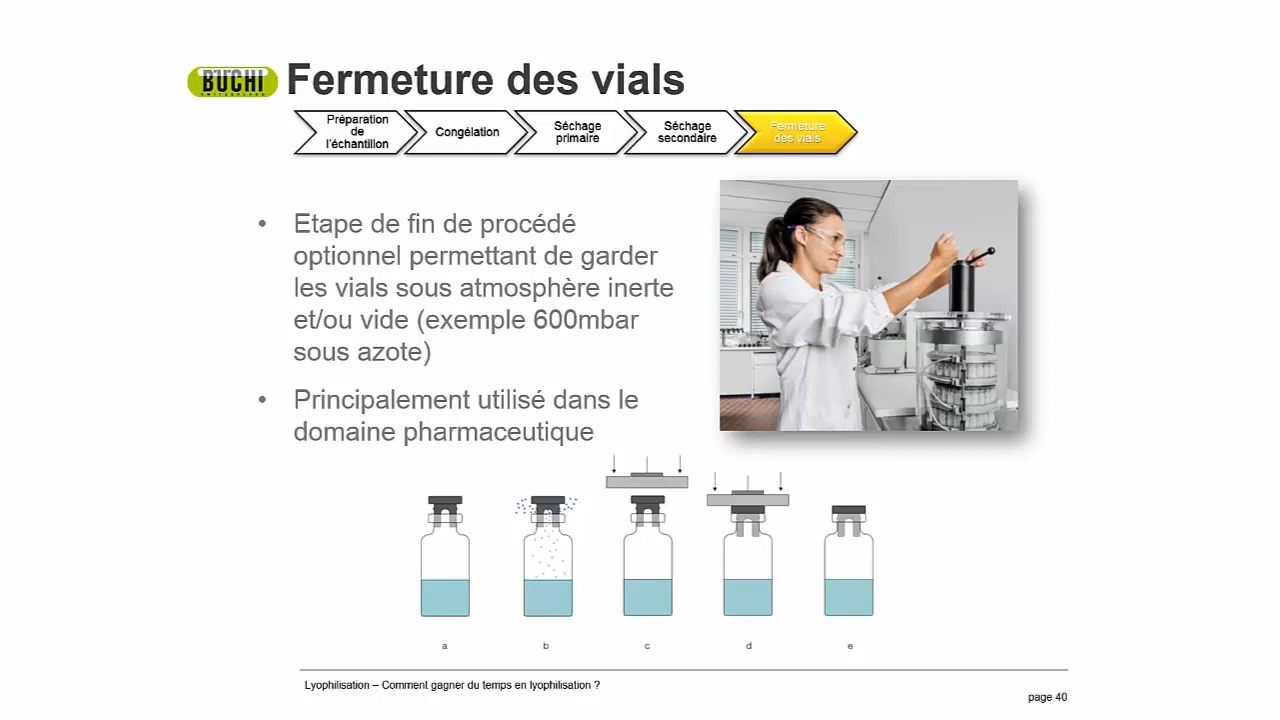 BÜCHI
SWITZERLAND
Fermeture des vials
Préparation
de
l'échantillon
Congélation
Séchage
primaire
Séchage
secondaire
Fermeture
des vials
• Etape de fin de procédé
optionnel permettant de garder
les vials sous atmosphère inerte
et/ou vide (exemple 600mbar
sous azote)
• Principalement utilisé dans le
domaine pharmaceutique
a
b
c
d
e
Lyophilisation – Comment gagner du temps en lyophilisation ?
page 40